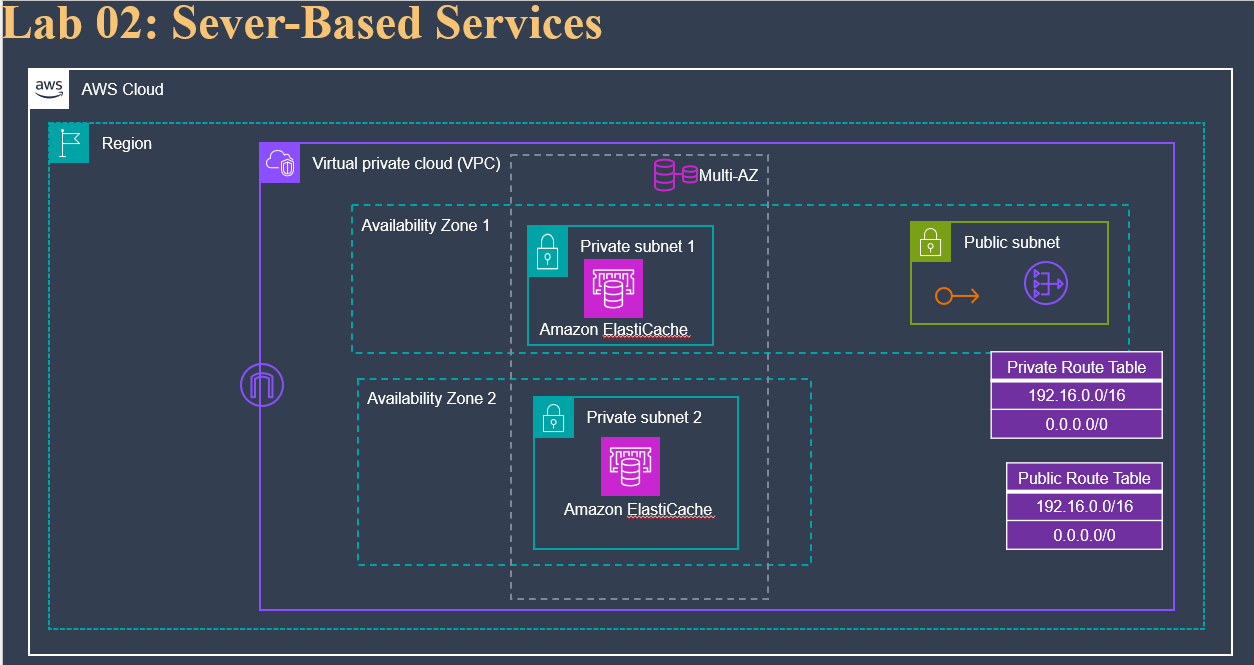 Lab 02: Sever-Based Services
aws
AWS Cloud
Region
Virtual private cloud (VPC)
Multi-AZ
Availability Zone 1
Private subnet 1
Amazon ElastiCache
Public subnet
Availability Zone 2
Private subnet 2
Amazon ElastiCache
Private Route Table
192.16.0.0/16
0.0.0.0/0
Public Route Table
192.16.0.0/16
0.0.0.0/0